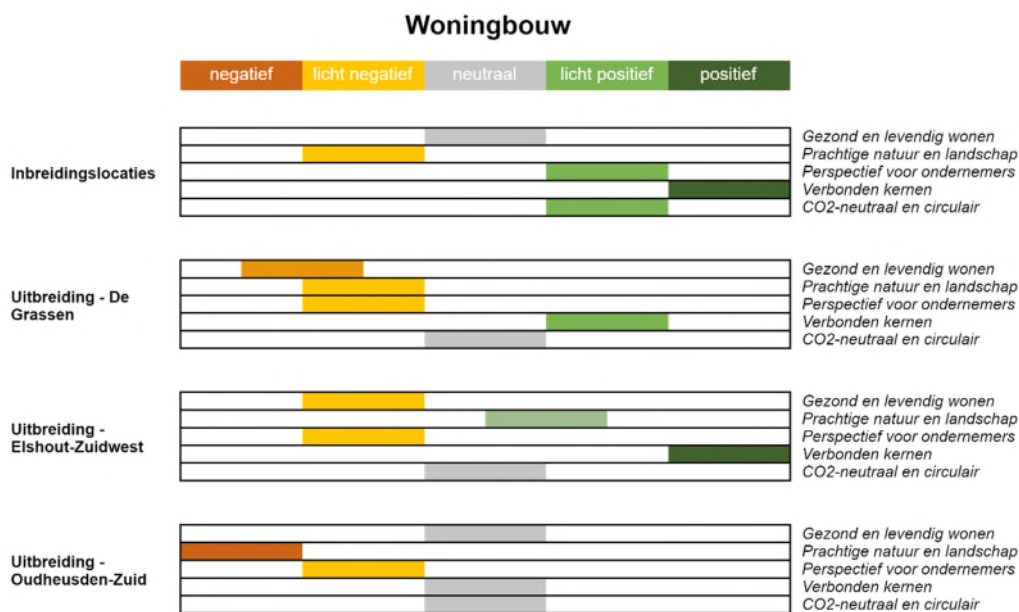 Woningbouw
negatief licht negatief neutraal licht positief positief
Inbreidingslocaties
Gezond en levendig wonen
Prachtige natuur en landschap
Perspectief voor ondernemers
Verbonden kernen
CO2-neutraal en circulair
Uitbreiding - De
Grassen
Gezond en levendig wonen
Prachtige natuur en landschap
Perspectief voor ondernemers
Verbonden kernen
CO2-neutraal en circulair
Uitbreiding -
Elshout-Zuidwest
Gezond en levendig wonen
Prachtige natuur en landschap
Perspectief voor ondernemers
Verbonden kernen
CO2-neutraal en circulair
Uitbreiding -
Oudheusden-Zuid
Gezond en levendig wonen
Prachtige natuur en landschap
Perspectief voor ondernemers
Verbonden kernen
CO2-neutraal en circulair